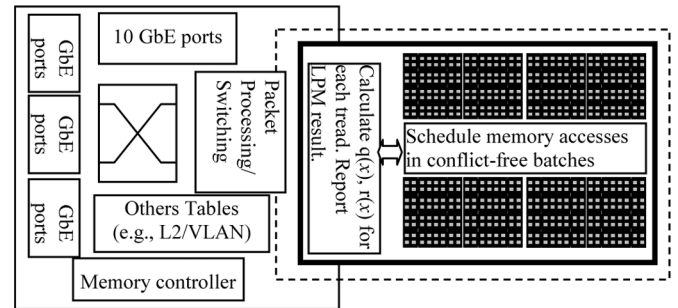 GbE
ports
GbE
ports
GbE
ports
10 GbE ports
Packet
Processing/
Switching
Others Tables
(e.g., L2/VLAN)
Memory controller
Calculate q(x), r(x) for
each tread. Report
LPM result.
Schedule memory accesses
in conflict-free batches